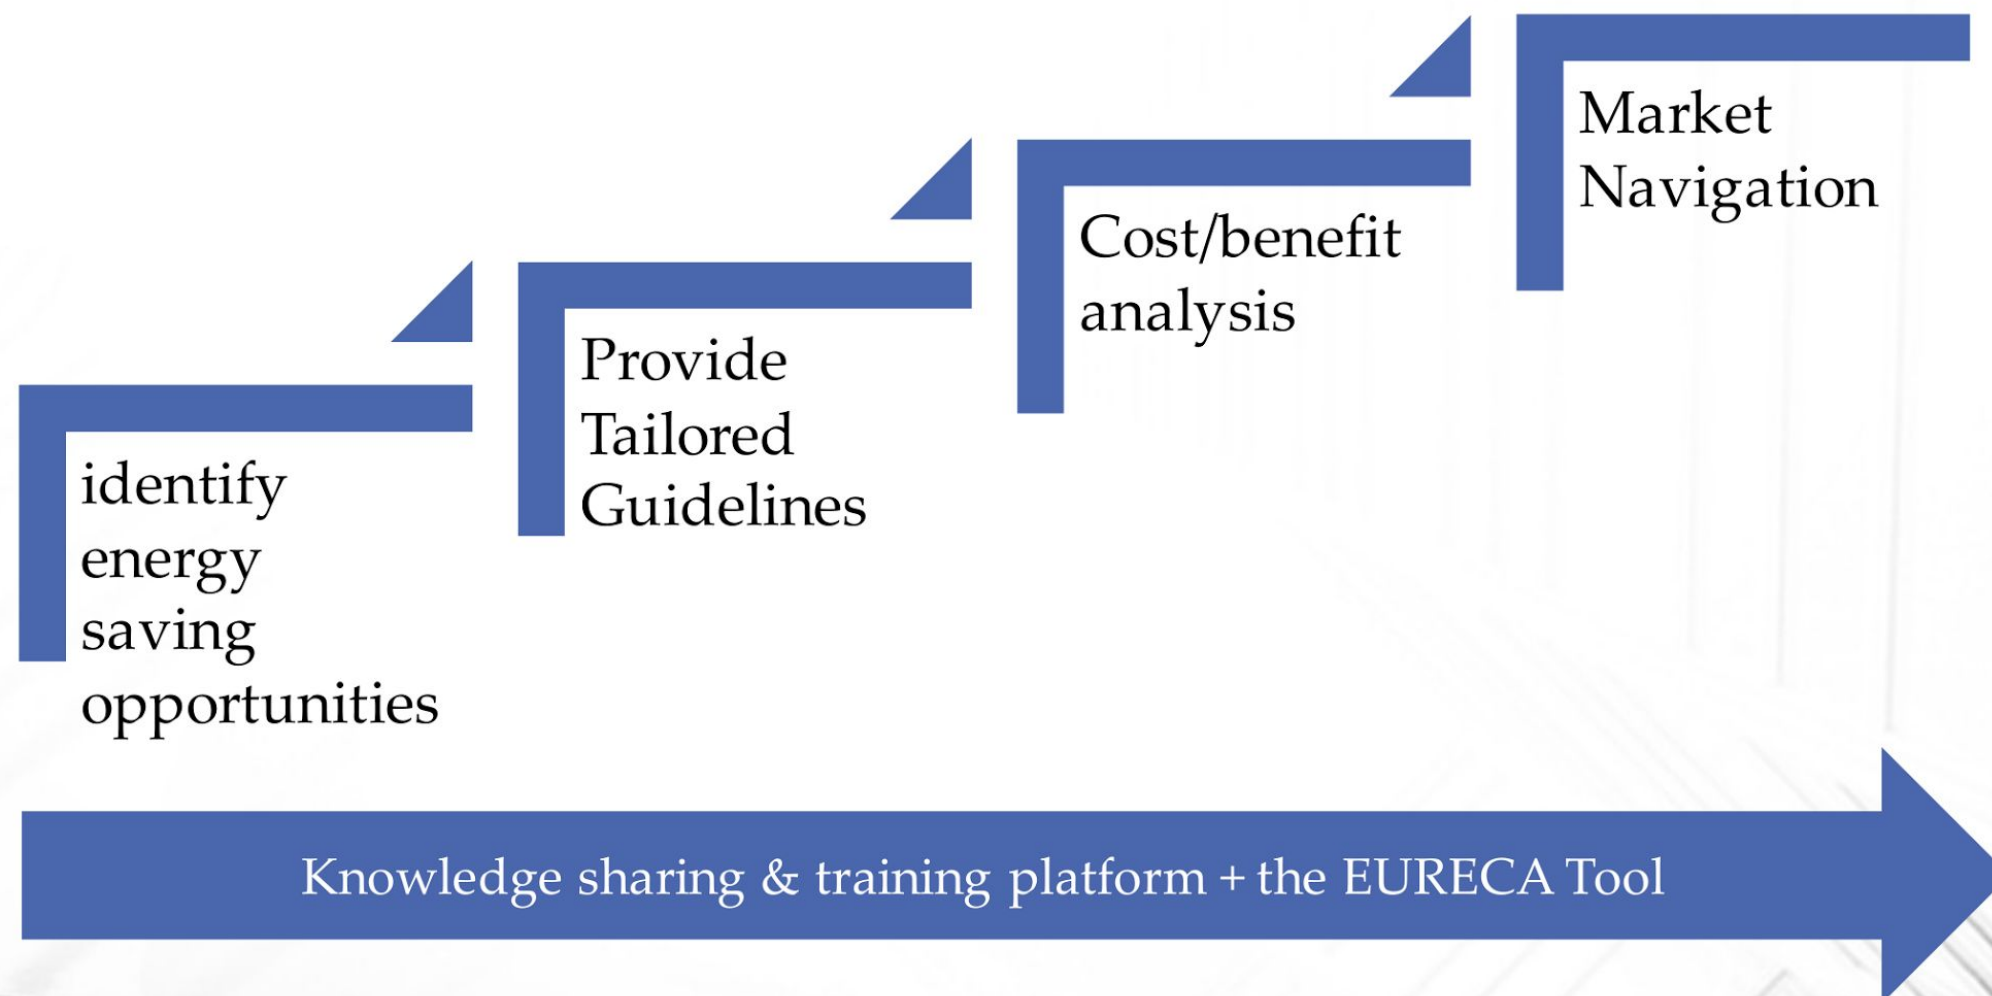 identify
energy
saving
opportunities
Provide
Tailored
Guidelines
Cost/benefit
analysis
Market
Navigation
Knowledge sharing & training platform + the EURECA Tool